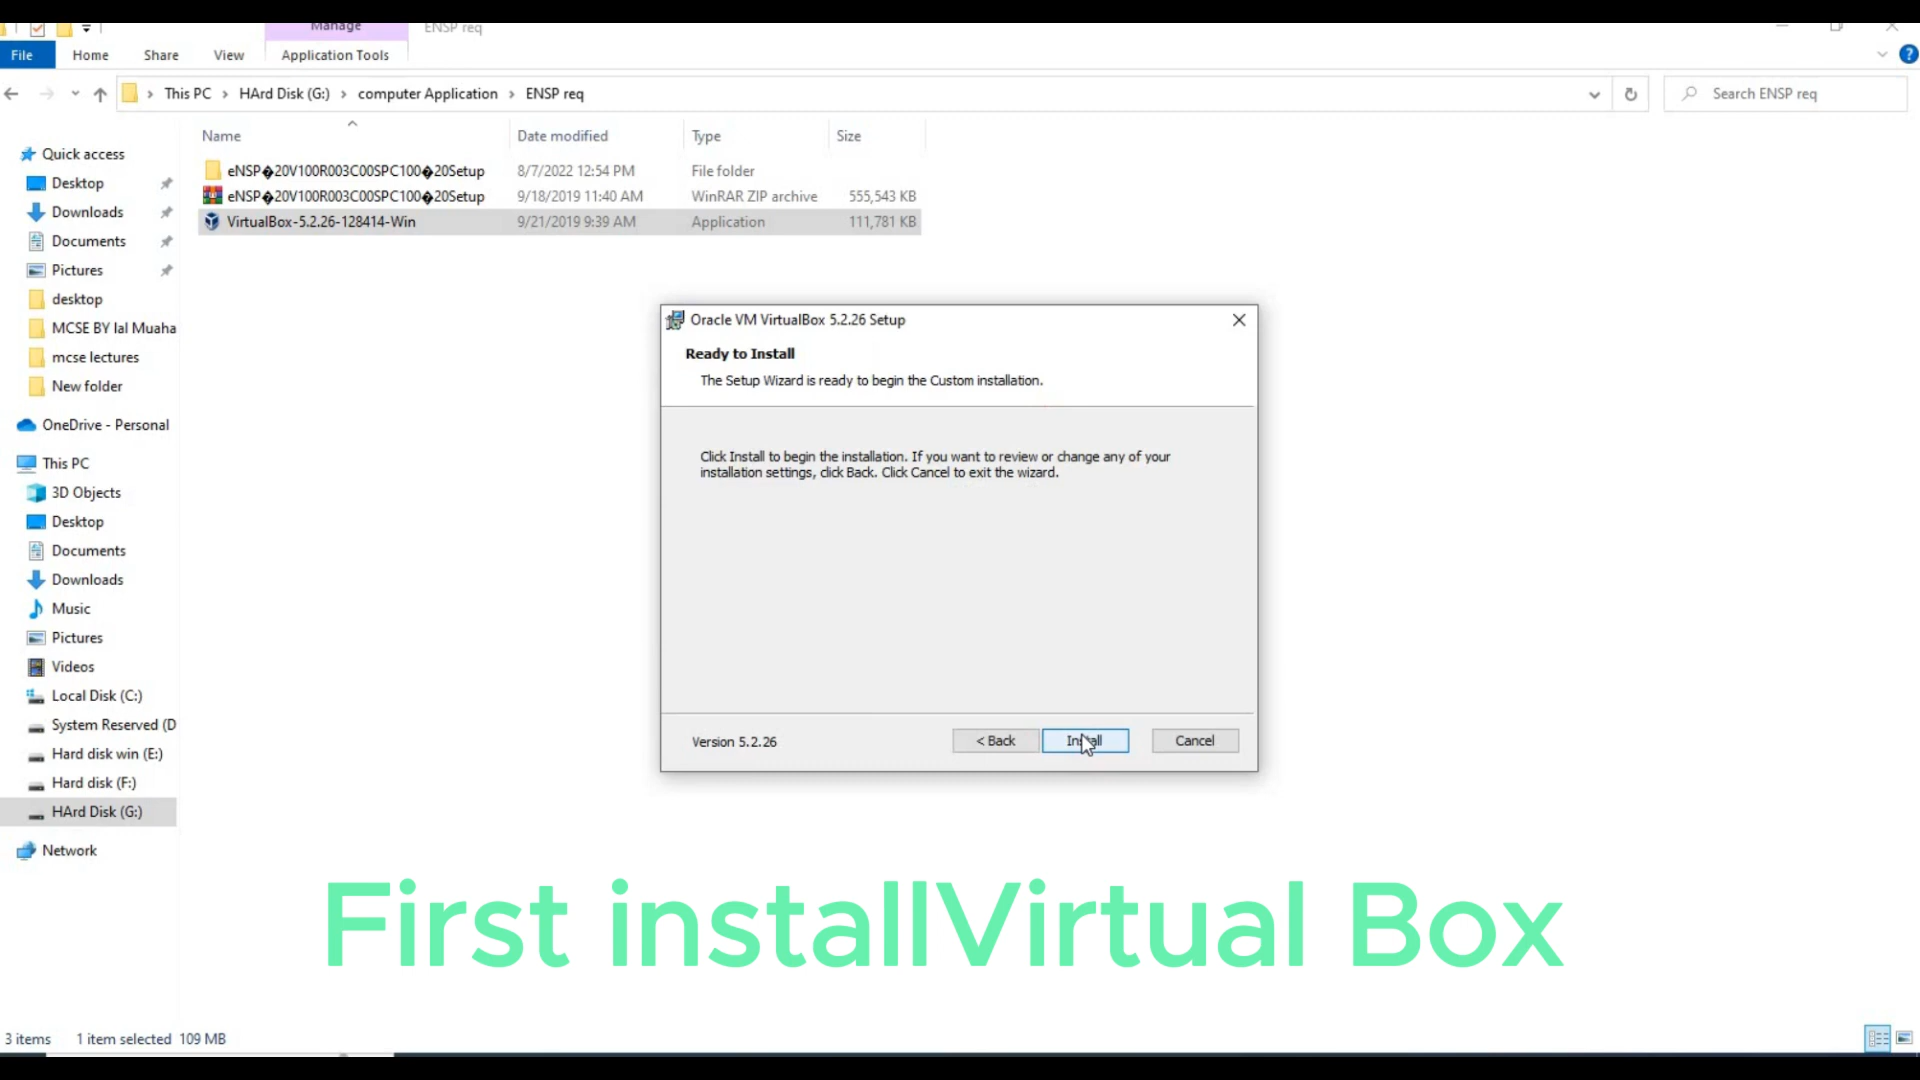 Manage
ENSP req
File
Home
Share
View
Application Tools
This PC
HArd Disk (G:)
computer Application
ENSP req
Search ENSP req
Name
Date modified
Type
Size
eNSP�20V100R003C00SPC100�20Setup
8/7/2022 12:54 PM
File folder
eNSP�20V100R003C00SPC100�20Setup
9/18/2019 11:40 AM
WinRAR ZIP archive
555,543 KB
VirtualBox-5.2.26-128414-Win
9/21/2019 9:39 AM
Application
111,781 KB
Quick access
Desktop
Downloads
Documents
Pictures
desktop
MCSE BY lal Muaha
mcse lectures
New folder
OneDrive - Personal
This PC
3D Objects
Desktop
Documents
Downloads
Music
Pictures
Videos
Local Disk (C:)
System Reserved (D
Hard disk win (E:)
Hard disk (F:)
HArd Disk (G:)
Network
Oracle VM VirtualBox 5.2.26 Setup
Ready to Install
The Setup Wizard is ready to begin the Custom installation.
Click Install to begin the installation. If you want to review or change any of your
installation settings, click Back. Click Cancel to exit the wizard.
Version 5.2.26
< Back
Install
Cancel
First installVirtual Box
3 items
1 item selected 109 MB